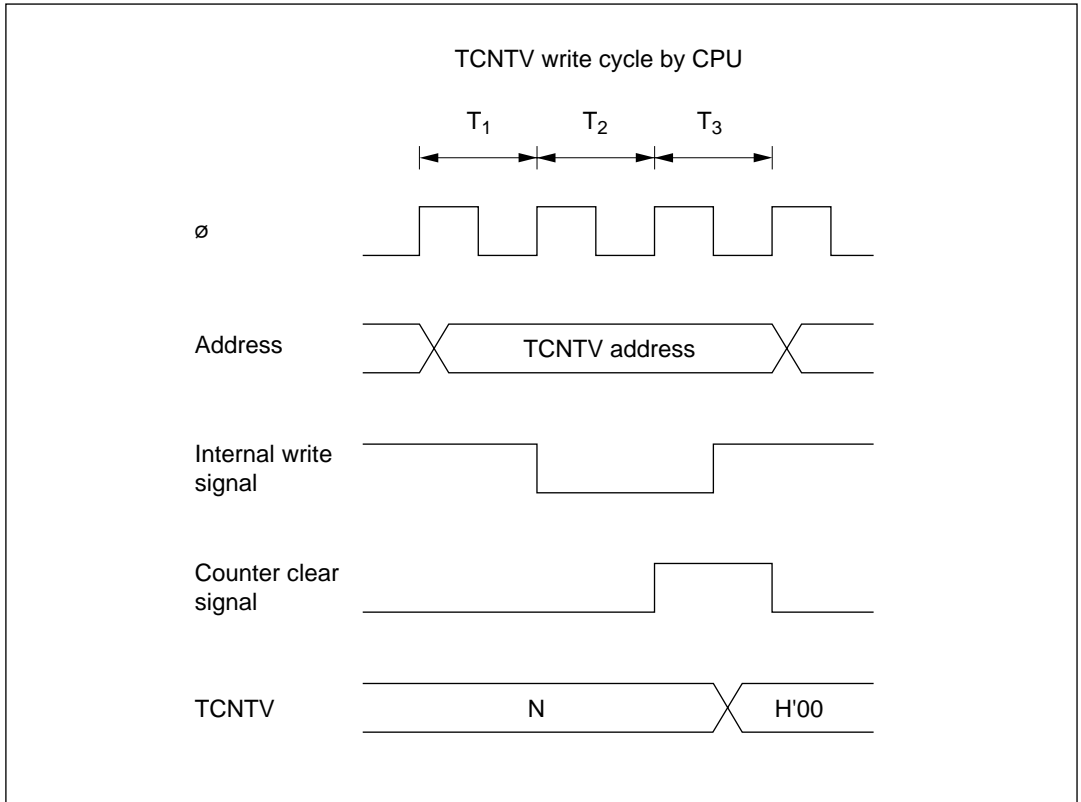 TCNTV write cycle by CPU
T₁ T₂ T₃
ø
Address
TCNTV address
Internal write
signal
Counter clear
signal
TCNTV
N
H'00